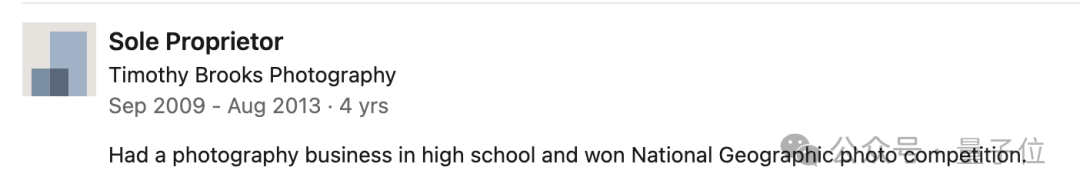 Sole Proprietor
Timothy Brooks Photography
Sep 2009 - Aug 2013 · 4 yrs
Had a photography business in high school and won National Geographic photo competition.
公众号 · 量子位